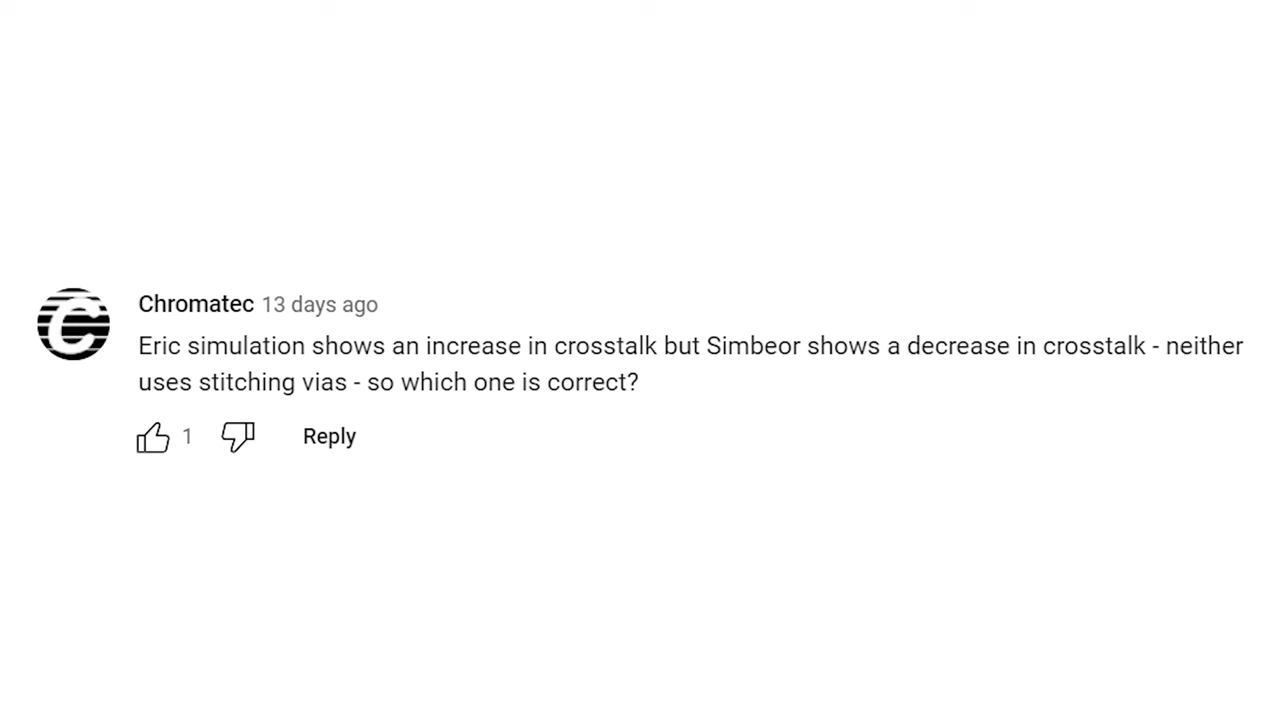 Chromatec 13 days ago
Eric simulation shows an increase in crosstalk but Simbeor shows a decrease in crosstalk - neither
uses stitching vias - so which one is correct?
1 Reply